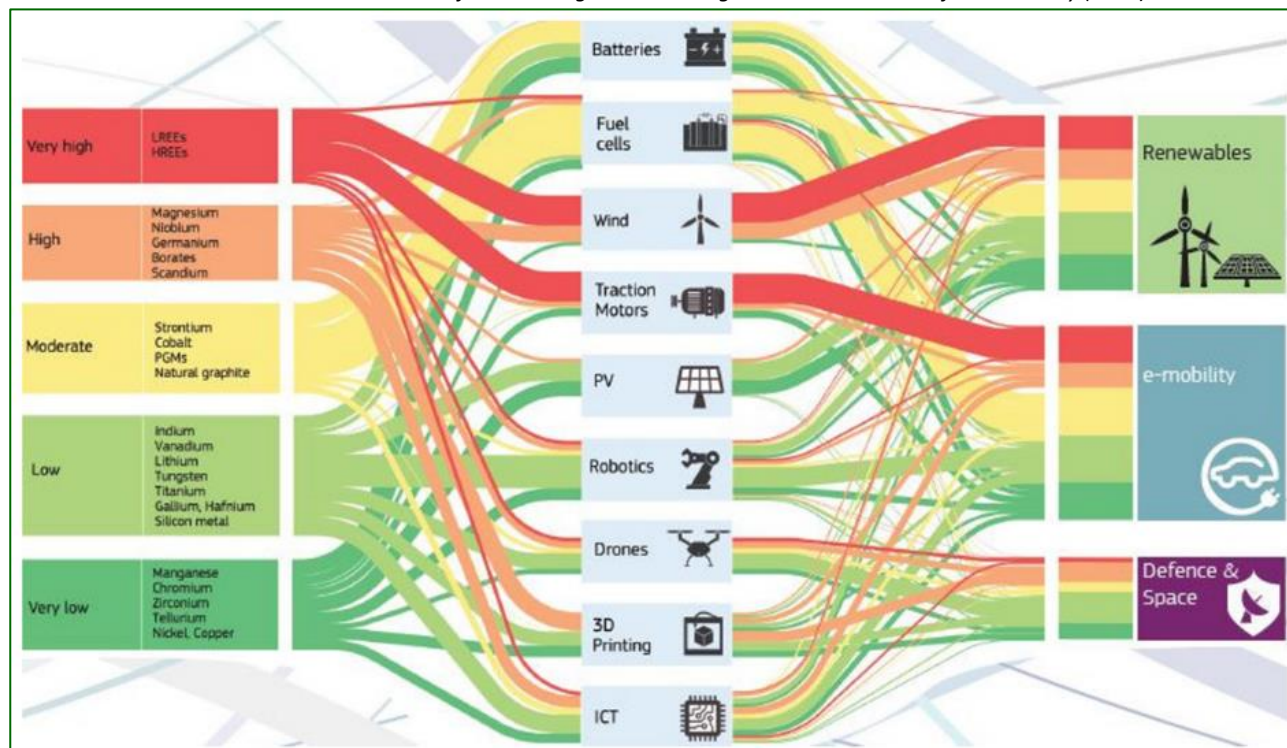 Very high
LREEs
HREEs
High
Magnesium
Niobium
Germanium
Borates
Scandium
Moderate
Strontium
Cobalt
PGMs
Natural graphite
Low
Indium
Vanadium
Lithium
Tungsten
Titanium
Gallium, Hafnium
Silicon metal
Very low
Manganese
Chromium
Zirconium
Tellurium
Nickel, Copper
Batteries
Fuel
cells
Wind
Traction
Motors
PV
Robotics
Drones
3D
Printing
ICT
Renewables
e-mobility
Defence &
Space